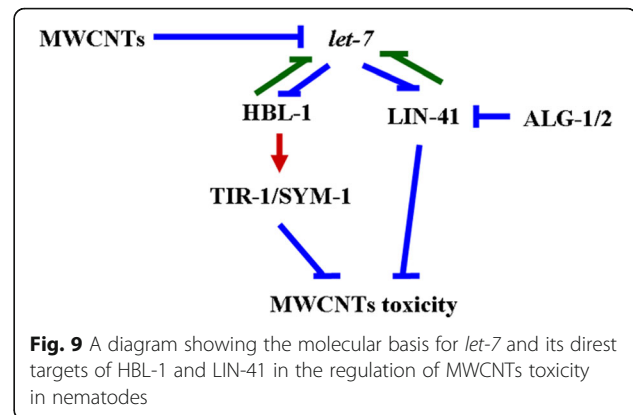 MWCNTs
let-7
HBL-1
LIN-41
ALG-1/2
TIR-1/SYM-1
MWCNTs toxicity
Fig. 9 A diagram showing the molecular basis for let-7 and its direst
targets of HBL-1 and LIN-41 in the regulation of MWCNTs toxicity
in nematodes